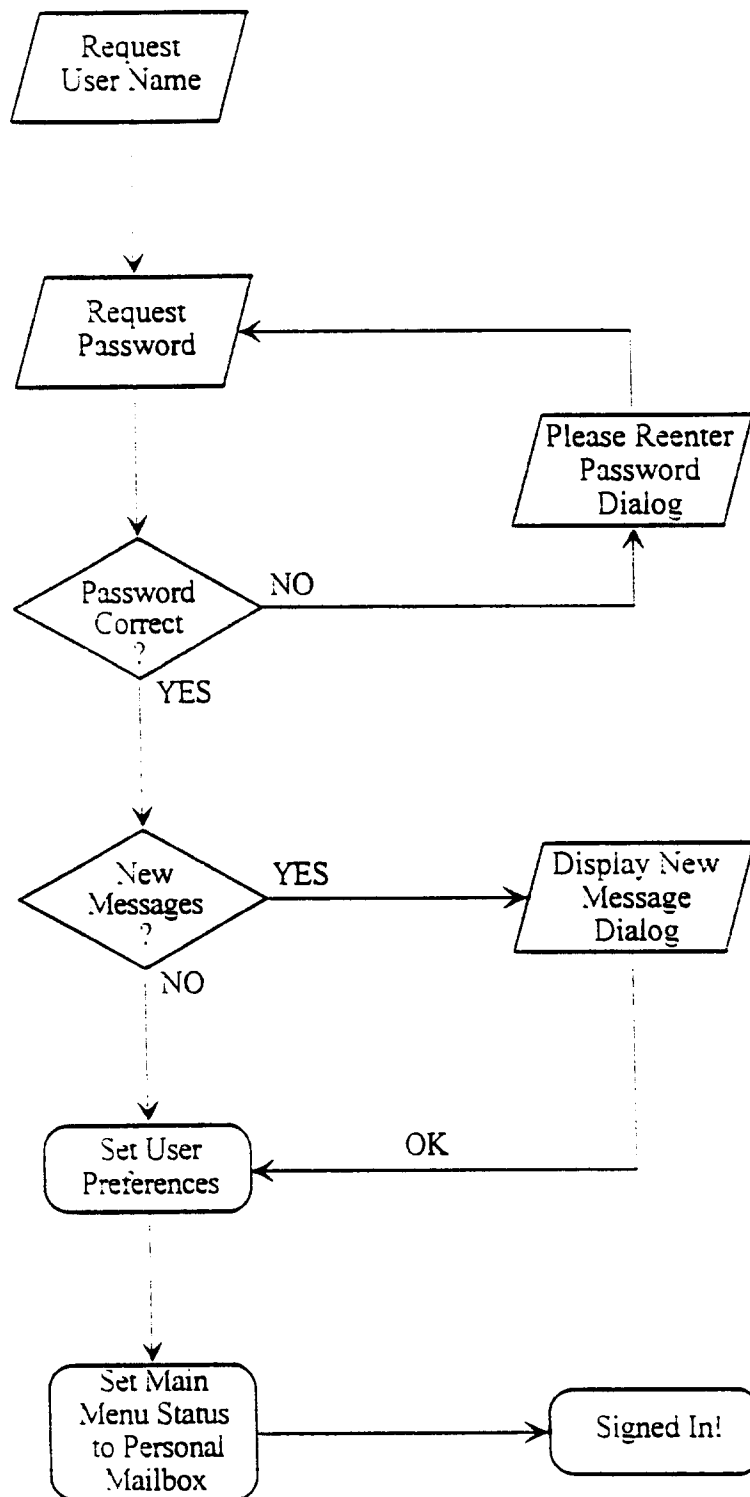 Request
User Name
Request
Password
Please Reenter
Password
Dialog
Password
Correct
?
NO
YES
New
Messages
?
YES
Display New
Message
Dialog
NO
Set User
Preferences
OK
Set Main
Menu Status
to Personal
Mailbox
Signed In!